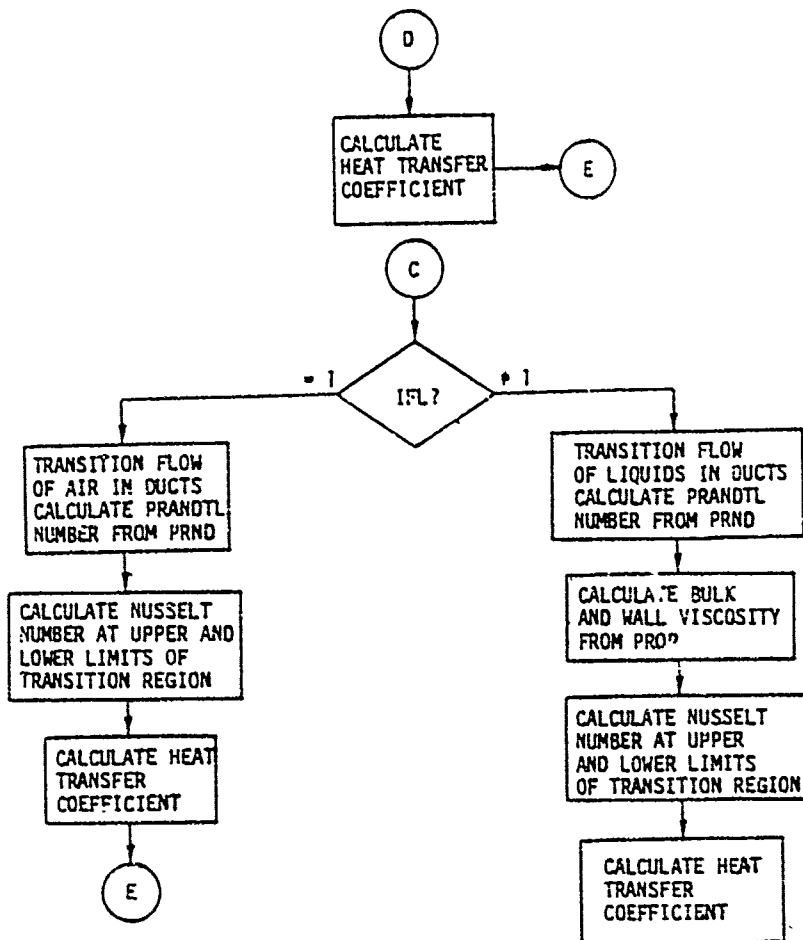 D
CALCULATE
HEAT TRANSFER
COEFFICIENT
E
C
= 1
IFL?
≠ 1
TRANSITION FLOW
OF AIR IN DUCTS
CALCULATE PRANDTL
NUMBER FROM PRND
CALCULATE NUSSELT
NUMBER AT UPPER AND
LOWER LIMITS OF
TRANSITION REGION
CALCULATE HEAT
TRANSFER
COEFFICIENT
E
TRANSITION FLOW
OF LIQUIDS IN DUCTS
CALCULATE PRANDTL
NUMBER FROM PRND
CALCULATE BULK
AND WALL VISCOSITY
FROM PROP
CALCULATE NUSSELT
NUMBER AT UPPER
AND LOWER LIMITS
OF TRANSITION REGION
CALCULATE HEAT
TRANSFER
COEFFICIENT